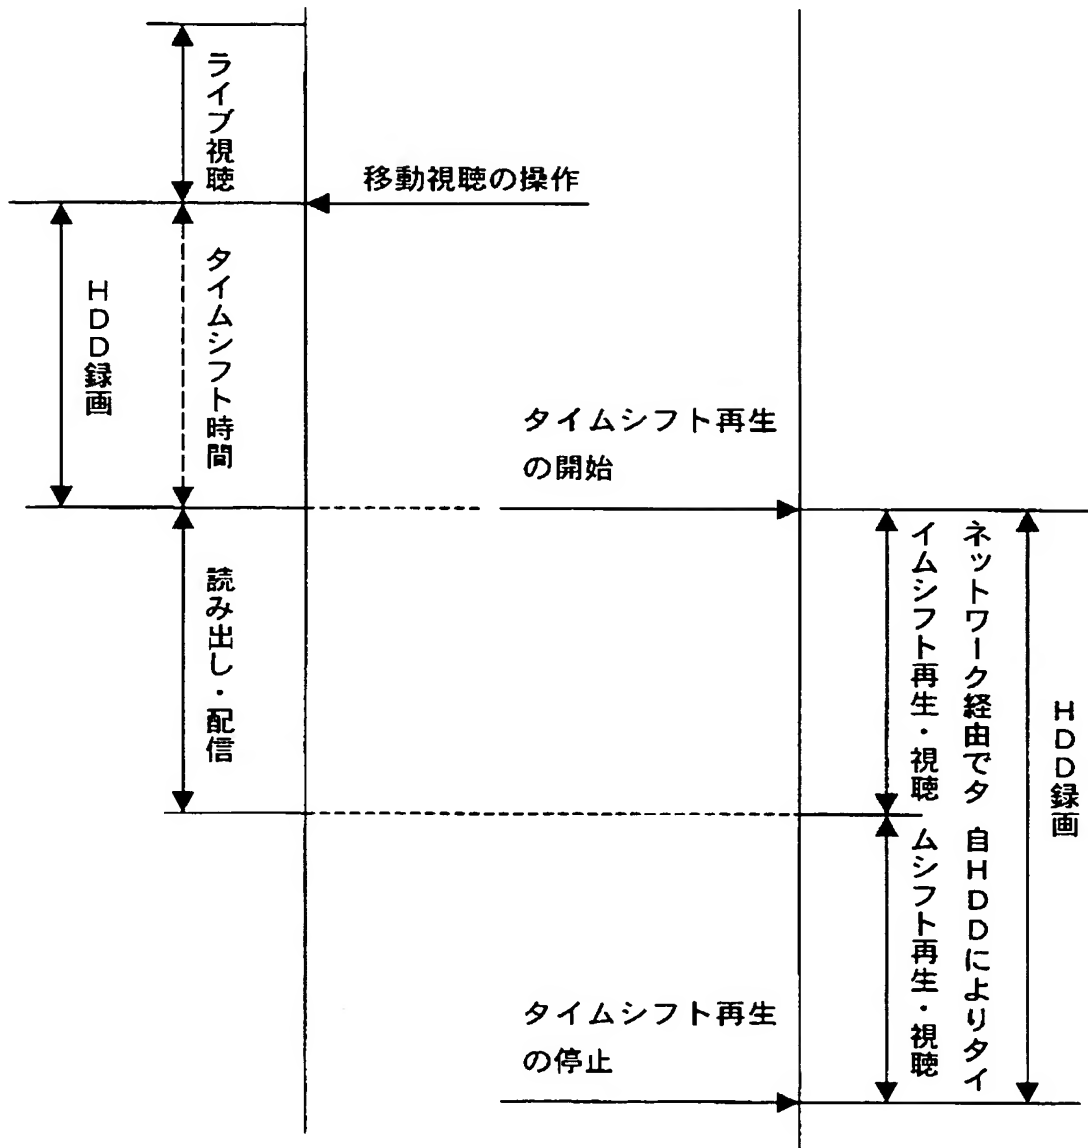 ライブ視聴
移動視聴の操作
HDD録画
タイムシフト時間
タイムシフト再生
の開始
読み出し・配信
ネットワーク経由でタ
イムシフト再生・視聴
HDD録画
自HDDによりタイ
ムシフト再生・視聴
タイムシフト再生
の停止